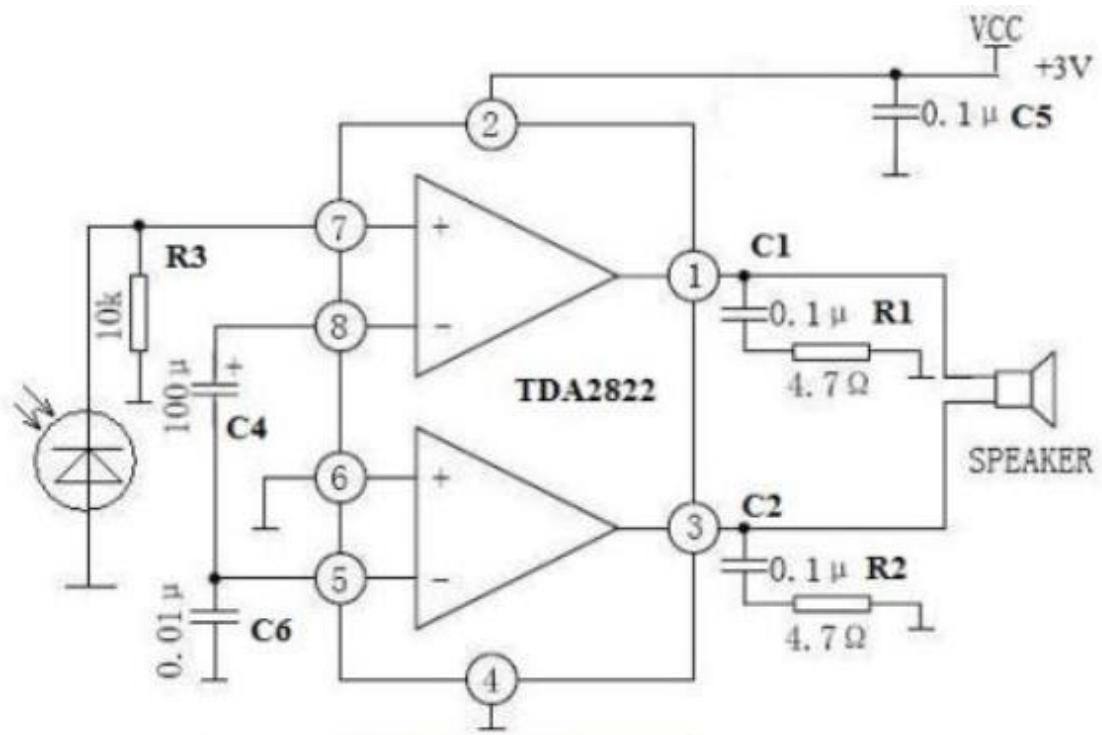 VCC
+3V
2
0.1μ C5
7
+
R3
10k
8
−
100μ
+
C4
1
C1
0.1μ R1
4.7Ω
TDA2822
SPEAKER
6
+
5
−
3
C2
0.1μ R2
4.7Ω
0.01μ
C6
4